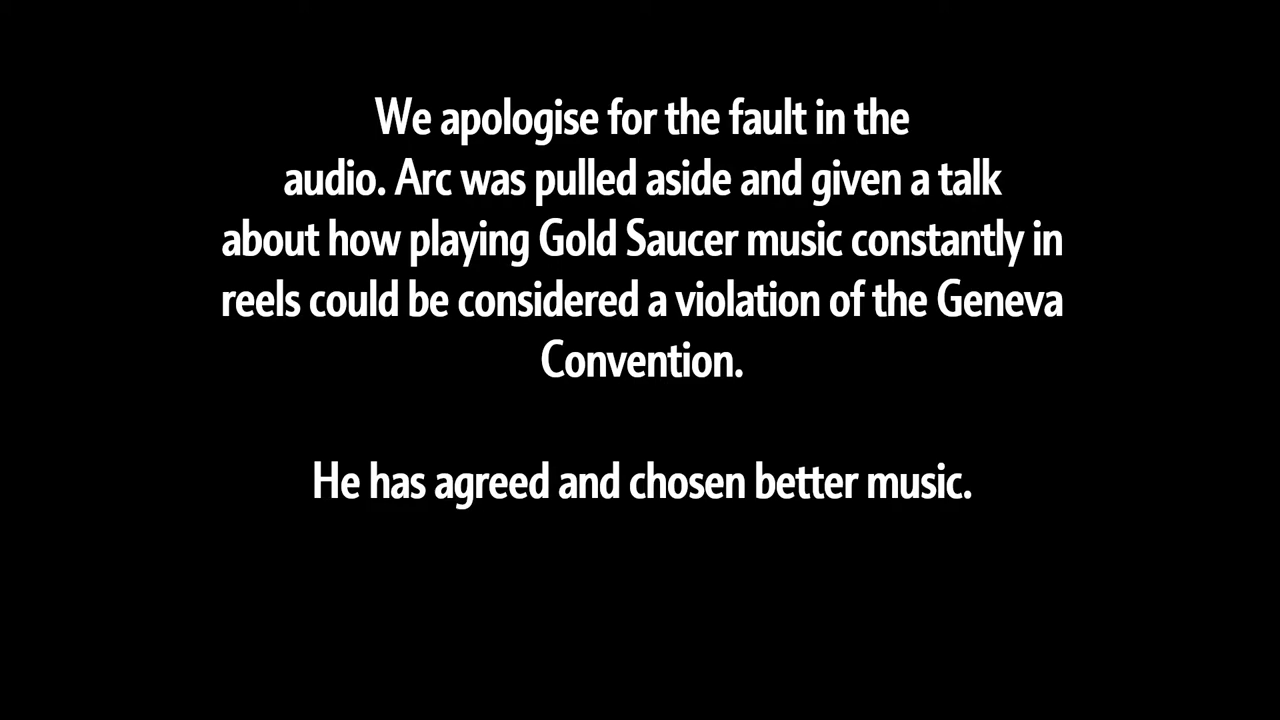 We apologise for the fault in the
audio. Arc was pulled aside and given a talk
about how playing Gold Saucer music constantly in
reels could be considered a violation of the Geneva
Convention.
He has agreed and chosen better music.